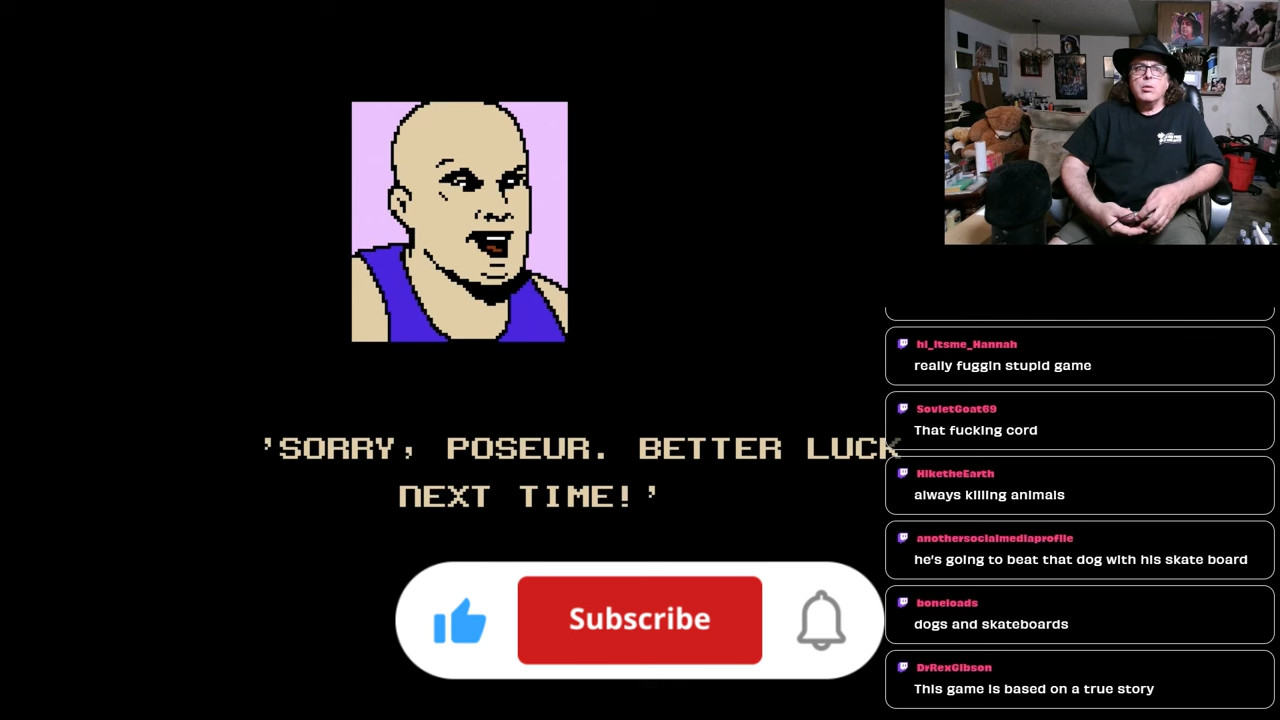 'SORRY, POSEUR. BETTER LUCK
NEXT TIME!'
Subscribe
hi_itsme_Hannah
really fuggin stupid game
SovietGoat69
That fucking cord
HiketheEarth
always killing animals
anothersocialmediaprofile
he's going to beat that dog with his skate board
boneloads
dogs and skateboards
DrRexGibson
This game is based on a true story